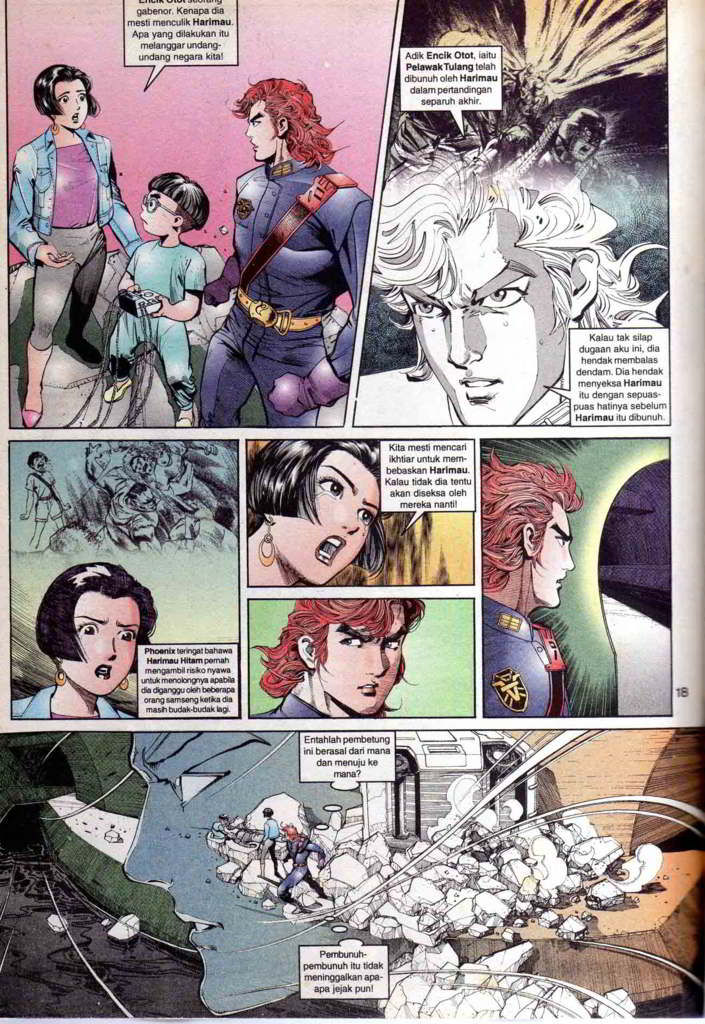 Encik Otot seorang
gabenor. Kenapa dia
mesti menculik Harimau.
Apa yang dilakukan itu
melanggar undang-
undang negara kita!
Adik Encik Otot, iaitu
Pelawak Tulang telah
dibunuh oleh Harimau
dalam pertandingan
separuh akhir.
Kalau tak silap
dugaan aku ini, dia
hendak membalas
dendam. Dia hendak
menyeksa Harimau
itu dengan sepuas-
puas hatinya sebelum
Harimau itu dibunuh.
Phoenix teringat bahawa
Harimau Hitam pernah
mengambil risiko nyawa
untuk menolongnya apabila
dia diganggu oleh beberapa
orang samseng ketika dia
masih budak-budak lagi.
Kita mesti mencari
ikhtiar untuk mem-
bebaskan Harimau.
Kalau tidak dia tentu
akan diseksa oleh
mereka nanti!
18
Entahlah pembetung
ini berasal dari mana
dan menuju ke
mana?
Pembunuh-
pembunuh itu tidak
meninggalkan apa-
apa jejak pun!